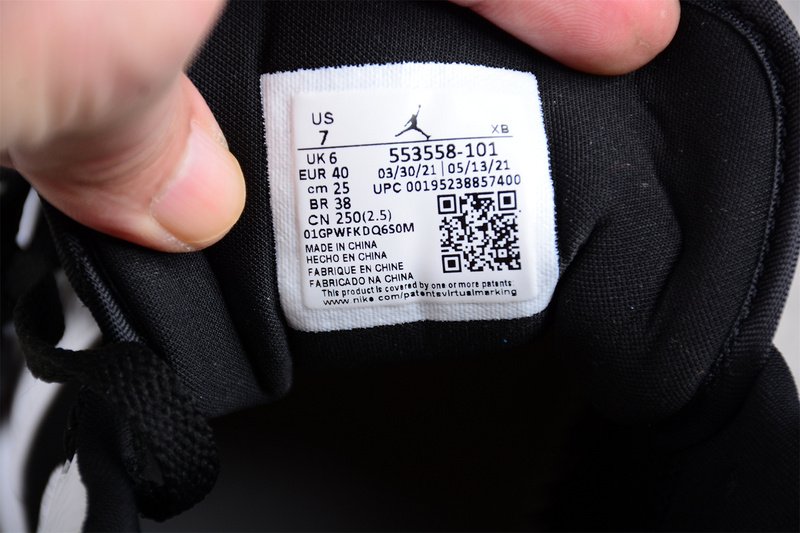 US
7
XB
UK 6
EUR 40
cm 25
BR 38
CN 250(2.5)
553558-101
03/30/21 | 05/13/21
UPC 00195238857400
01GPWFKDQ6S0M
MADE IN CHINA
HECHO EN CHINA
FABRIQUE EN CHINE
FABRICADO NA CHINA
This product is covered by one or more patents:
www.nike.com/patentsvirtualmarking